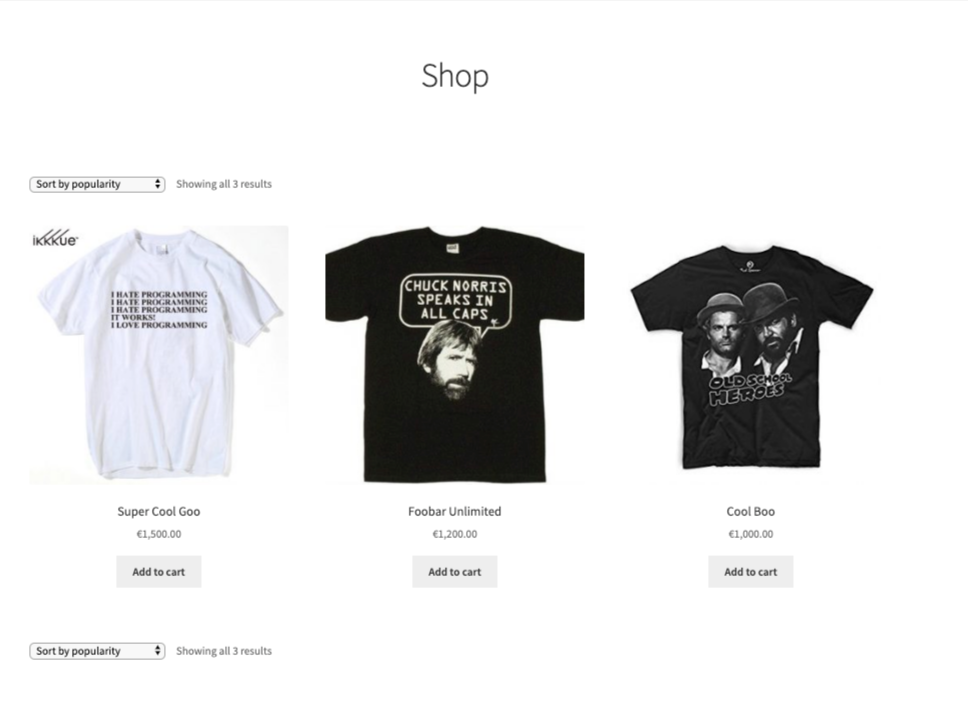 Shop
Sort by popularity
Showing all 3 results
iKKKUE
I HATE PROGRAMMING
I HATE PROGRAMMING
I HATE PROGRAMMING
IT WORKS!
I LOVE PROGRAMMING
CHUCK NORRIS
SPEAKS IN
ALL CAPS
OLD SCHOOL
HEROES
Super Cool Goo
Foobar Unlimited
Cool Boo
€1,500.00
€1,200.00
€1,000.00
Add to cart
Add to cart
Add to cart
Sort by popularity
Showing all 3 results